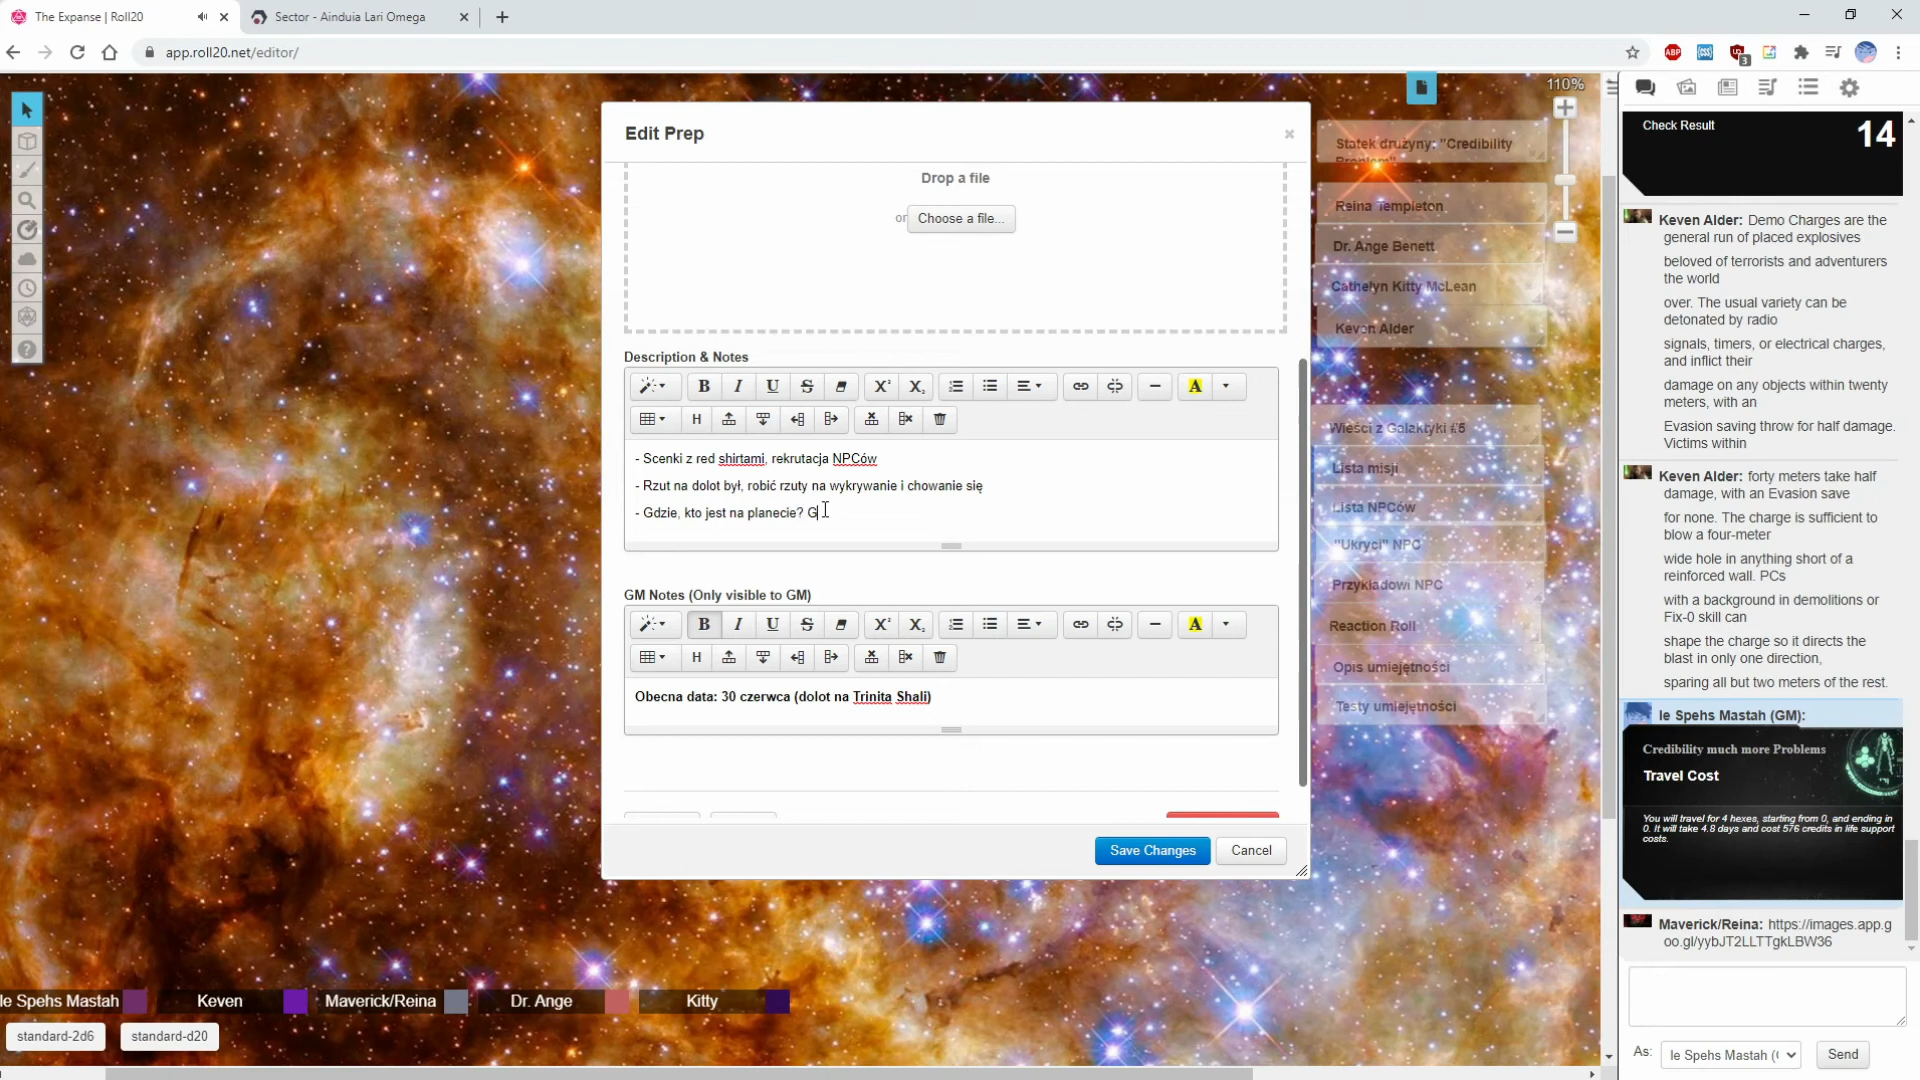 The Expanse | Roll20
Sector - Ainduia Lari Omega
app.roll20.net/editor/
ABP
CSS
3
110%
Edit Prep
Drop a file
or
Choose a file...
Description & Notes
- Scenki z red shirtami, rekrutacja NPCów
- Rzut na dolot był, robić rzuty na wykrywanie i chowanie się
- Gdzie, kto jest na planecie? G
GM Notes (Only visible to GM)
Obecna data: 30 czerwca (dolot na Trinita Shali)
Save Changes
Cancel
Statek drużyny: "Credibility
Problem"
Reina Templeton
Dr. Ange Benett
Cathelyn Kitty McLean
Keven Alder
Wieści z Galaktyki #5
Lista misji
Lista NPCów
"Ukryci" NPC
Przykładowi NPC
Reaction Roll
Opis umiejętności
Testy umiejętności
Check Result
14
Keven Alder: Demo Charges are the
general run of placed explosives
beloved of terrorists and adventurers
the world
over. The usual variety can be
detonated by radio
signals, timers, or electrical charges,
and inflict their
damage on any objects within twenty
meters, with an
Evasion saving throw for half damage.
Victims within
Keven Alder: forty meters take half
damage, with an Evasion save
for none. The charge is sufficient to
blow a four-meter
wide hole in anything short of a
reinforced wall. PCs
with a background in demolitions or
Fix-0 skill can
shape the charge so it directs the
blast in only one direction,
sparing all but two meters of the rest.
le Spehs Mastah (GM):
Credibility much more Problems
Travel Cost
You will travel for 4 hexes, starting from 0, and ending in
0. It will take 4.8 days and cost 576 credits in life support
costs.
Maverick/Reina: https://images.app.g
oo.gl/yybJT2LLTTgkLBW36
As:
le Spehs Mastah (
Send
le Spehs Mastah
Keven
Maverick/Reina
Dr. Ange
Kitty
standard-2d6
standard-d20